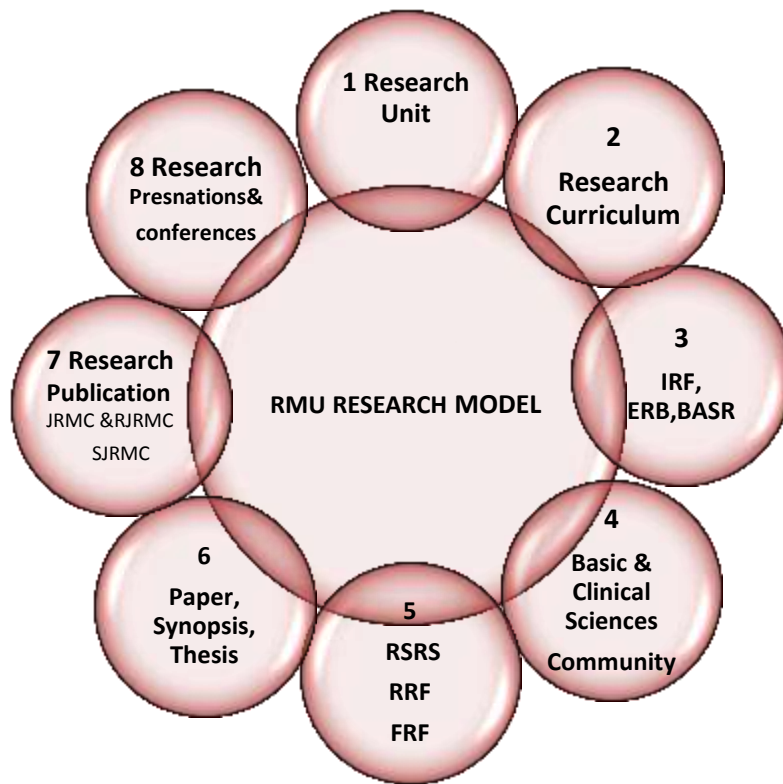 1 Research
Unit
2
Research
Curriculum
3
IRF,
ERB,BASR
4
Basic &
Clinical
Sciences
Community
5
RSRS
RRF
FRF
6
Paper,
Synopsis,
Thesis
7 Research
Publication
JRMC &RJRMC
SJRMC
8 Research
Presnations&
conferences
RMU RESEARCH MODEL